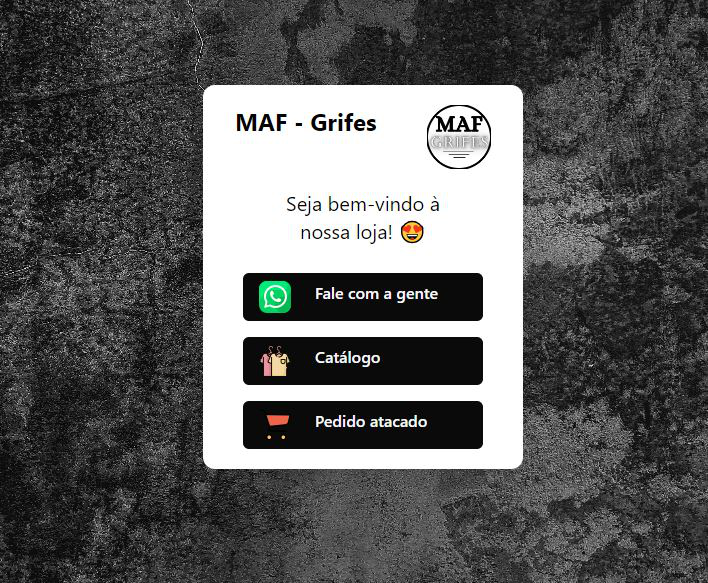 MAF - Grifes
MAF
GRIFES
Seja bem-vindo à
nossa loja! 😍
Fale com a gente
Catálogo
Pedido atacado